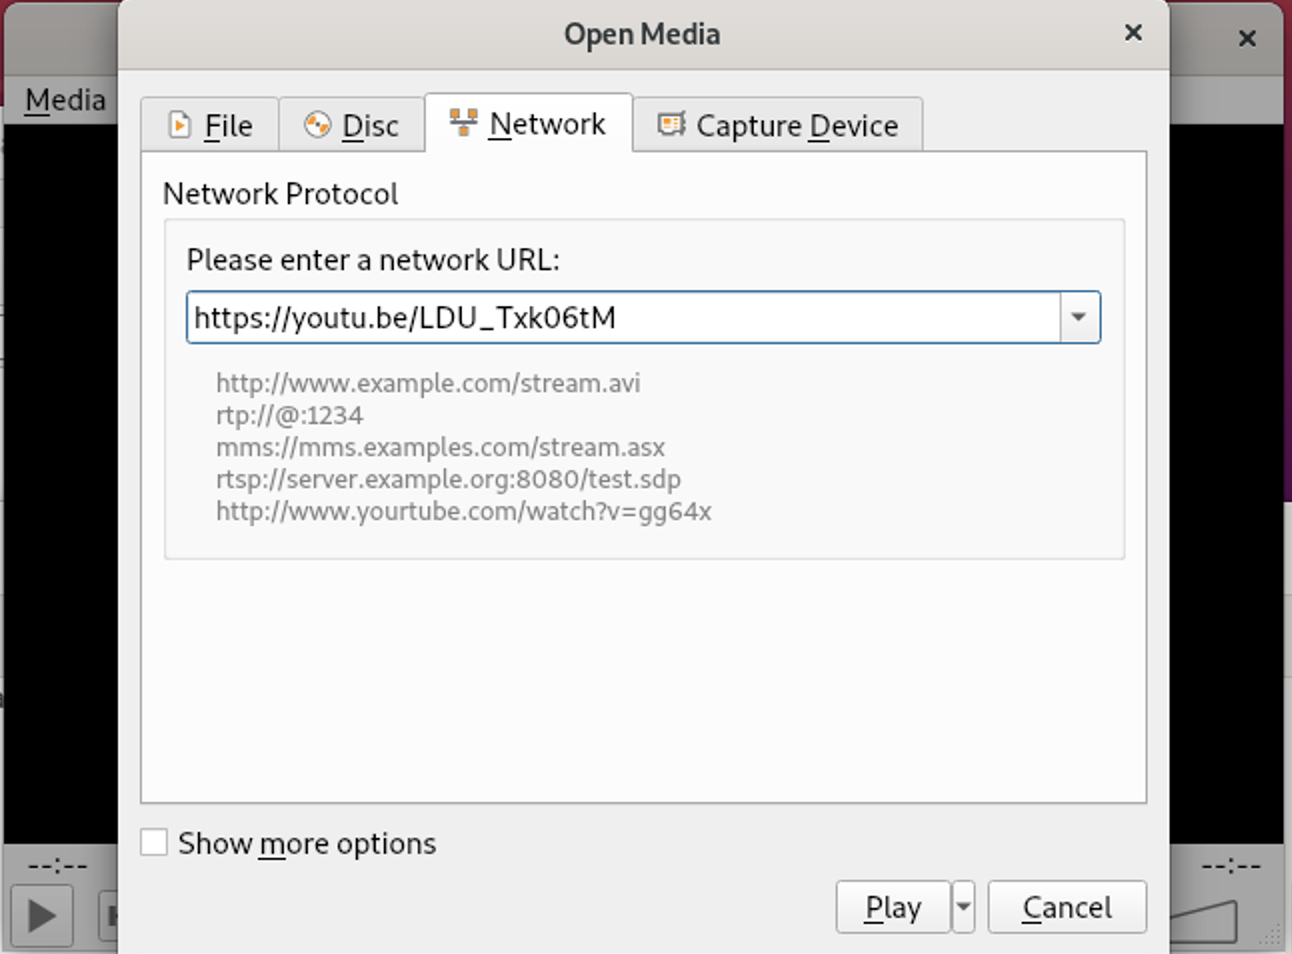 Open Media
Media
File Disc Network Capture Device
Network Protocol
Please enter a network URL:
https://youtu.be/LDU_Txk06tM
http://www.example.com/stream.avi
rtp://@:1234
mms://mms.examples.com/stream.asx
rtsp://server.example.org:8080/test.sdp
http://www.yourtube.com/watch?v=gg64x
Show more options
--:-- --:--
Play Cancel